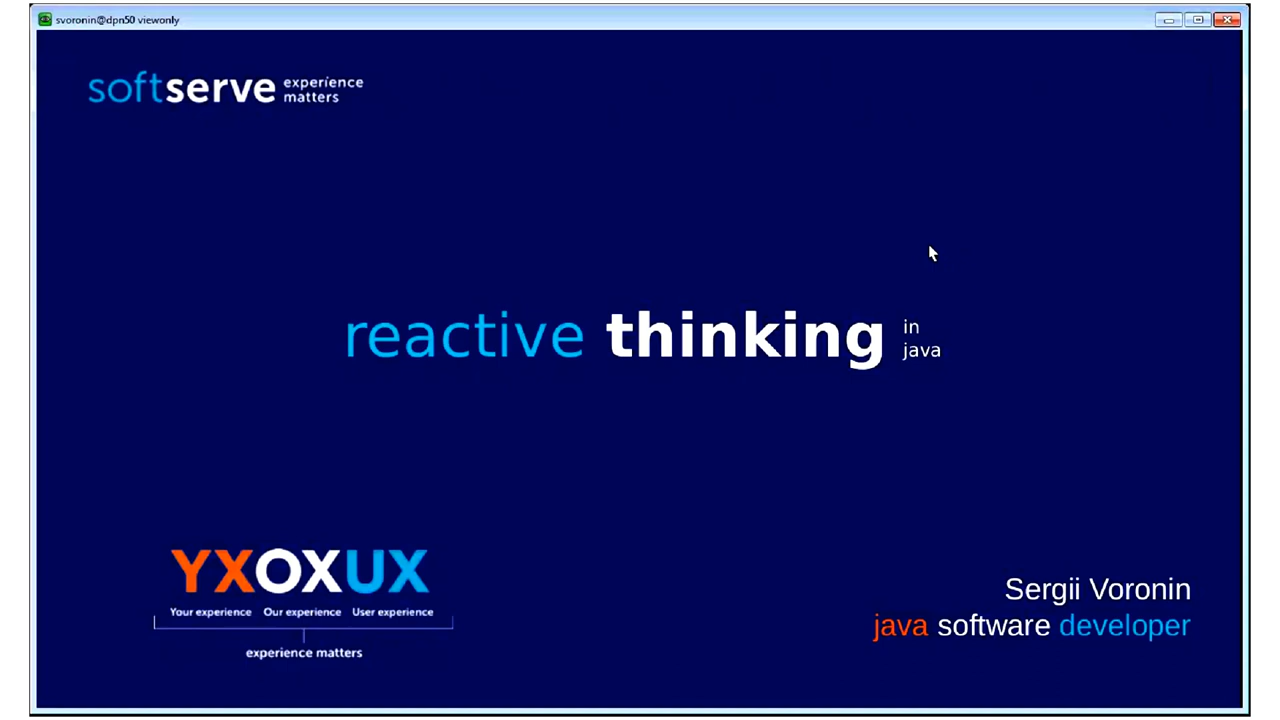 svoronin@dpn50 viewonly
softserve experience matters
reactive thinking in java
YXOXUX
Your experience Our experience User experience
experience matters
Sergii Voronin
java software developer